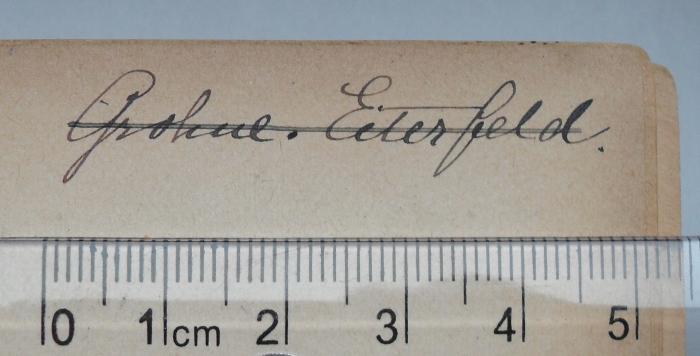 Grohne. Eiterfeld.
0 1 cm 2 3 4 5